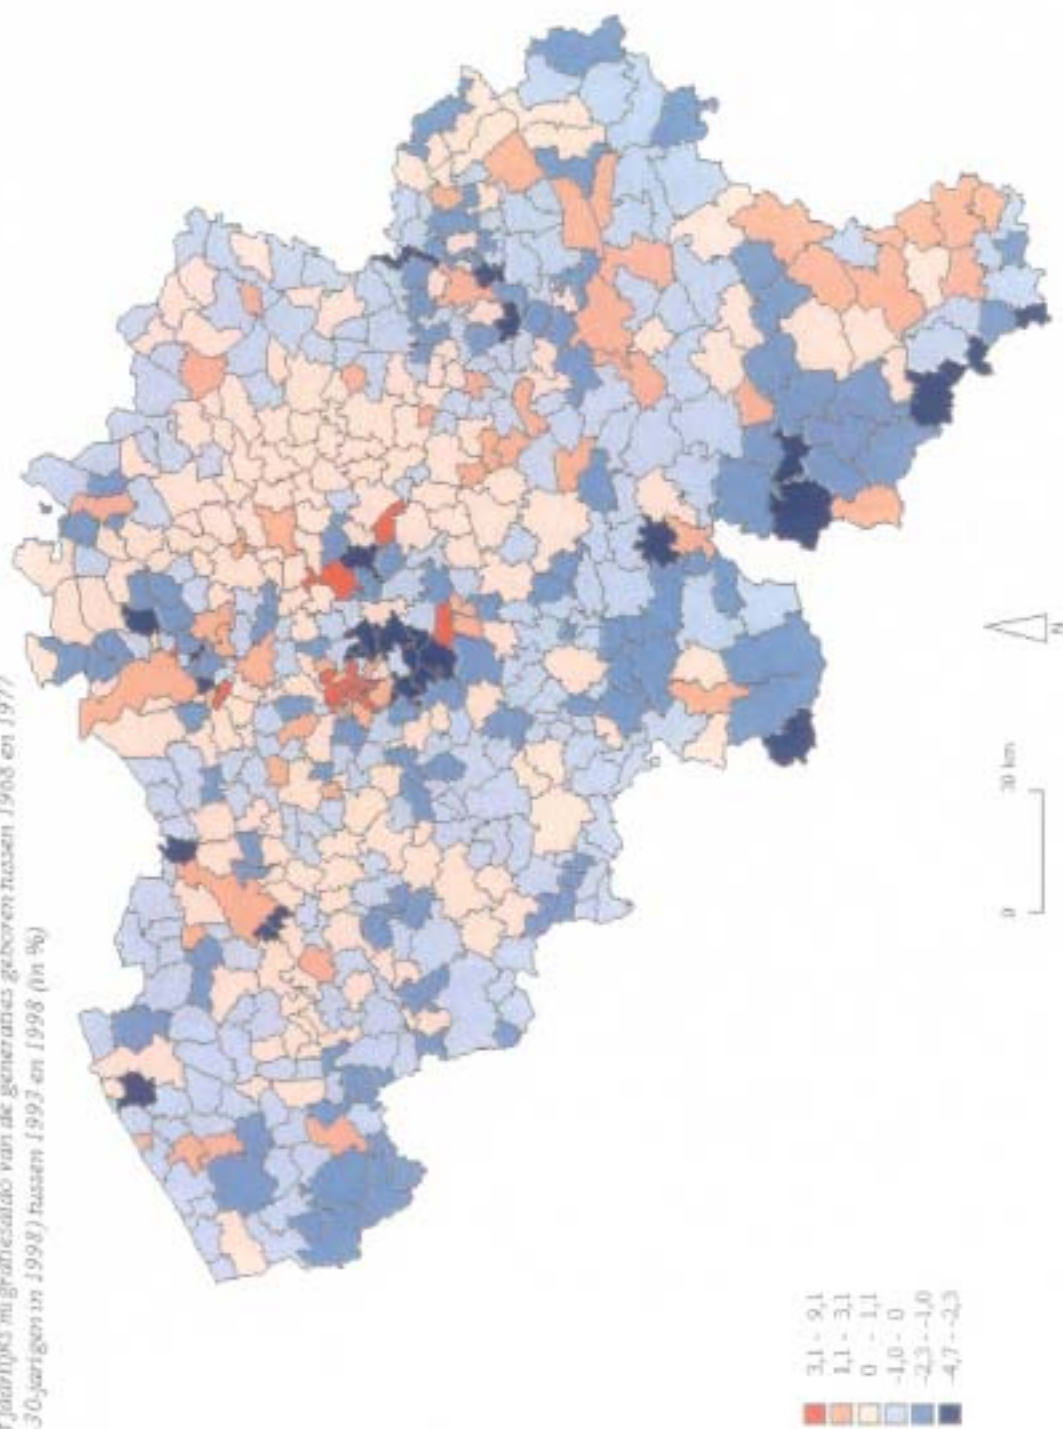 jaarlijks migratiesaldo van de generaties geboren tussen 1968 en 1977
30-jarigen in 1998) tussen 1993 en 1998 (in %)
3,1 - 9,1
1,1 - 3,1
0 - 1,1
-1,0 - 0
-2,3 - -1,0
-4,7 - -2,3
0 30 km
N